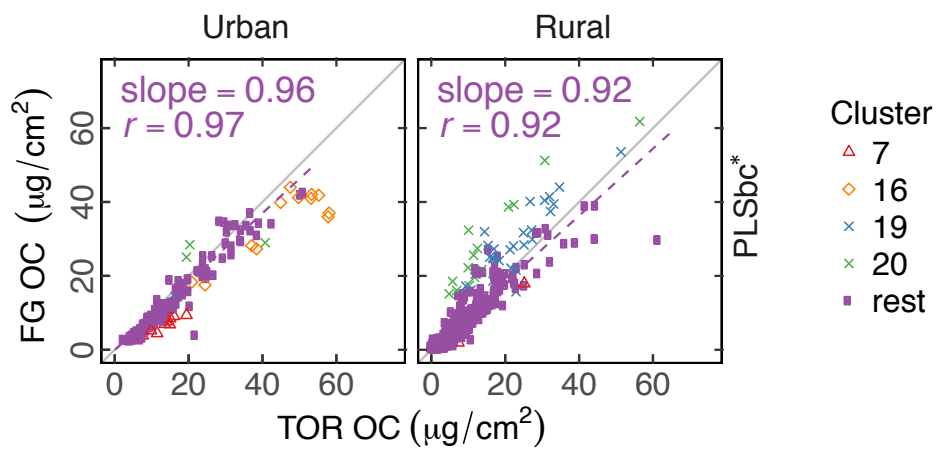 Urban
Rural
slope = 0.96
r = 0.97
slope = 0.92
r = 0.92
FG OC (μg/cm²)
60
40
20
0
0 20 40 60
0 20 40 60
TOR OC (μg/cm²)
PLSbc*
Cluster
7
16
19
20
rest